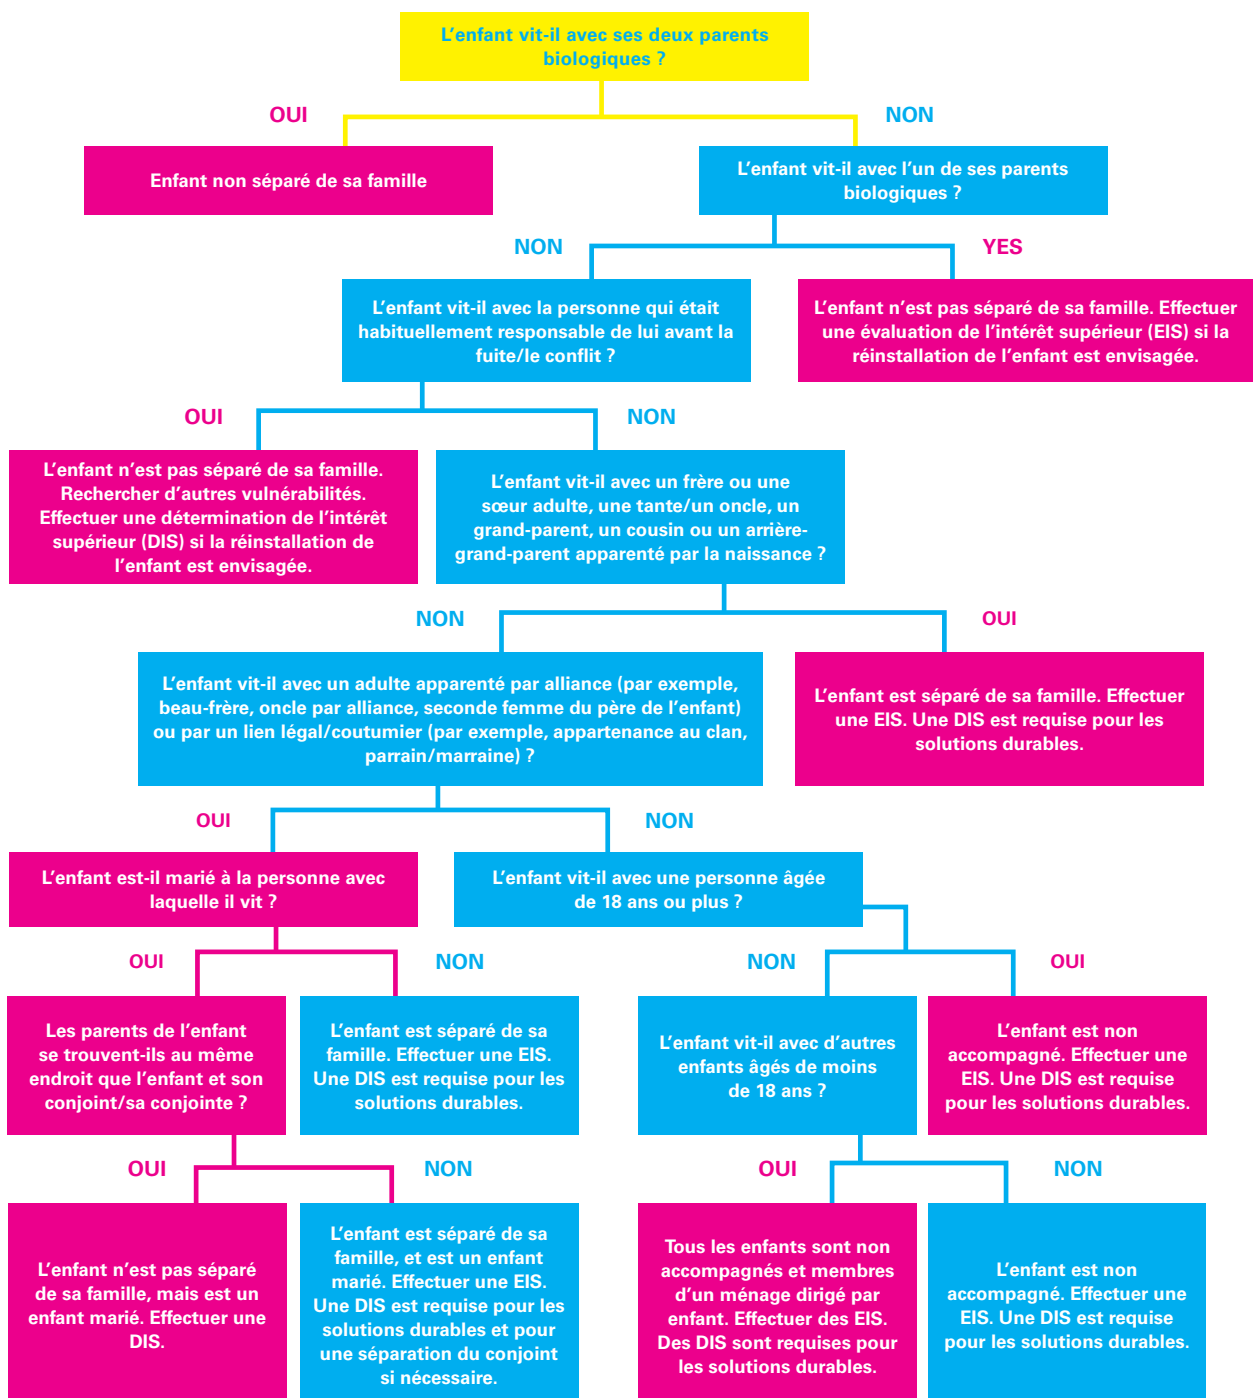 L’enfant vit-il avec ses deux parents
biologiques ?
OUI
NON
Enfant non séparé de sa famille
L’enfant vit-il avec l’un de ses parents
biologiques ?
NON
YES
L’enfant vit-il avec la personne qui était
habituellement responsable de lui avant la
fuite/le conflit ?
L’enfant n’est pas séparé de sa famille. Effectuer
une évaluation de l’intérêt supérieur (EIS) si la
réinstallation de l’enfant est envisagée.
OUI
NON
L’enfant n’est pas séparé de sa famille.
Rechercher d’autres vulnérabilités.
Effectuer une détermination de l’intérêt
supérieur (DIS) si la réinstallation de
l’enfant est envisagée.
L’enfant vit-il avec un frère ou une
sœur adulte, une tante/un oncle, un
grand-parent, un cousin ou un arrière-
grand-parent apparenté par la naissance ?
NON
OUI
L’enfant vit-il avec un adulte apparenté par alliance (par exemple,
beau-frère, oncle par alliance, seconde femme du père de l’enfant)
ou par un lien légal/coutumier (par exemple, appartenance au clan,
parrain/marraine) ?
L’enfant est séparé de sa famille. Effectuer
une EIS. Une DIS est requise pour les
solutions durables.
OUI
NON
L’enfant est-il marié à la personne avec
laquelle il vit ?
L’enfant vit-il avec une personne âgée
de 18 ans ou plus ?
OUI
NON
NON
OUI
Les parents de l’enfant
se trouvent-ils au même
endroit que l’enfant et son
conjoint/sa conjointe ?
L’enfant est séparé de sa
famille. Effectuer une EIS.
Une DIS est requise pour les
solutions durables.
L’enfant vit-il avec d’autres
enfants âgés de moins
de 18 ans ?
L’enfant est non
accompagné. Effectuer une
EIS. Une DIS est requise
pour les solutions durables.
OUI
NON
OUI
NON
L’enfant n’est pas séparé
de sa famille, mais est un
enfant marié. Effectuer une
DIS.
L’enfant est séparé de sa
famille, et est un enfant
marié. Effectuer une EIS.
Une DIS est requise pour les
solutions durables et pour
une séparation du conjoint
si nécessaire.
Tous les enfants sont non
accompagnés et membres
d’un ménage dirigé par
enfant. Effectuer des EIS.
Des DIS sont requises pour
les solutions durables.
L’enfant est non
accompagné. Effectuer une
EIS. Une DIS est requise
pour les solutions durables.